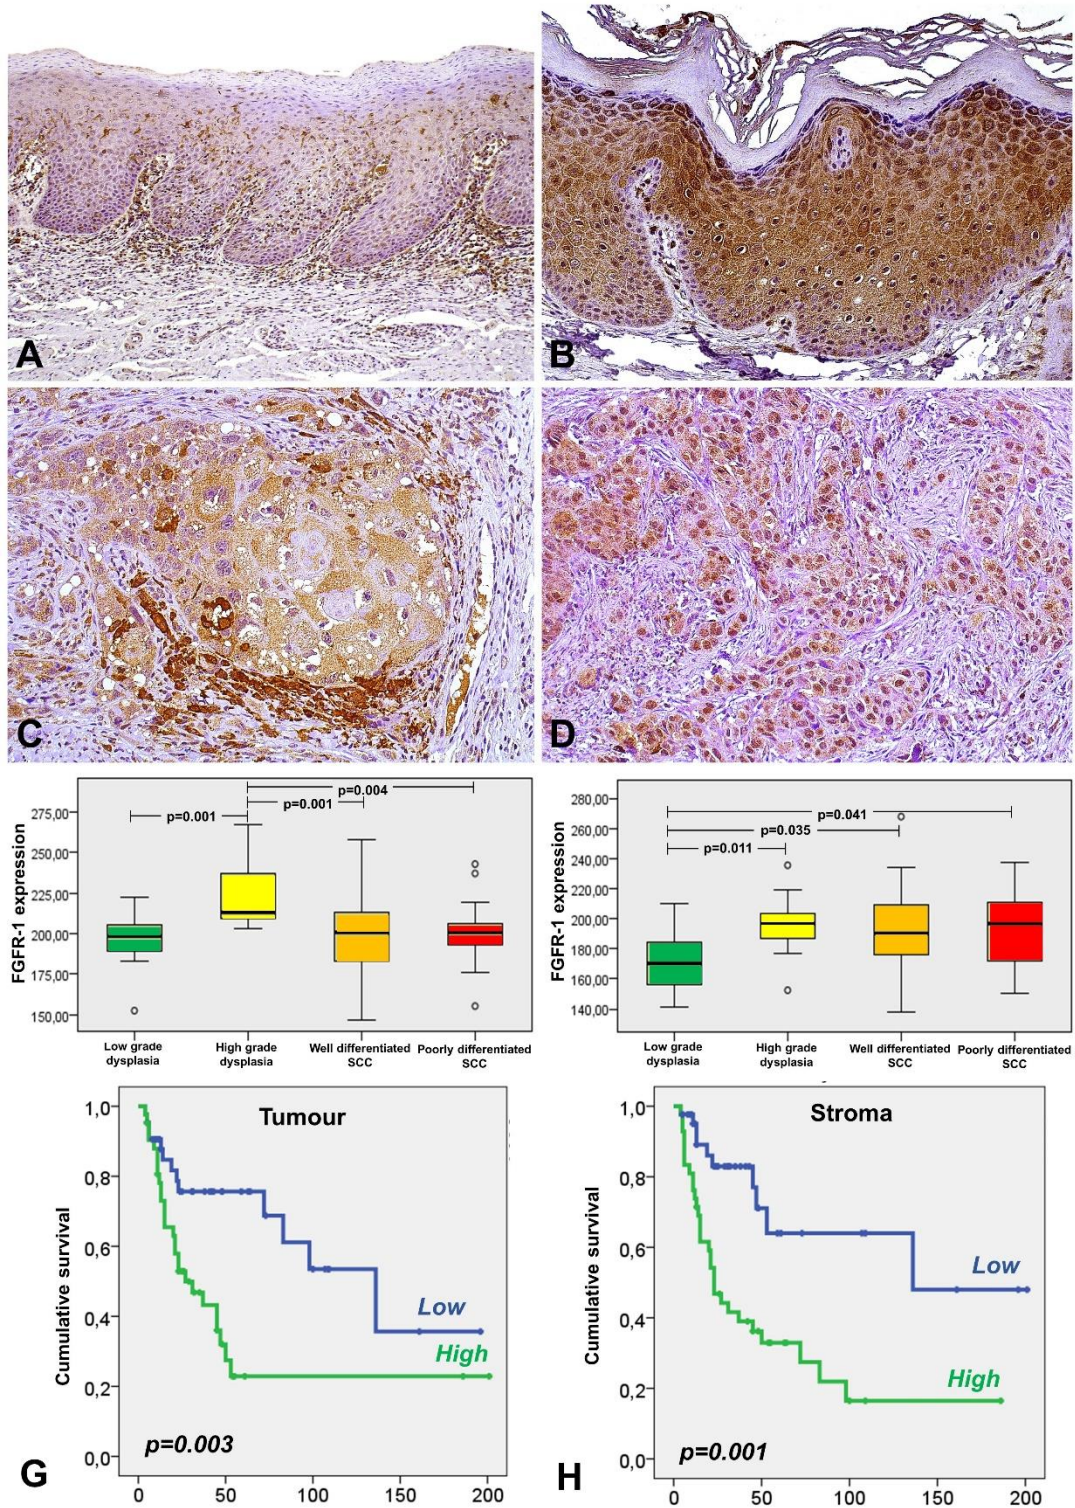 A
B
C
D
275,00
250,00
225,00
200,00
175,00
150,00
FGFR-1 expression
p=0.004
p=0.001
p=0.001
Low grade
dysplasia
High grade
dysplasia
Well differentiated
SCC
Poorly differentiated
SCC
280,00
260,00
240,00
220,00
200,00
180,00
160,00
140,00
FGFR-1 expression
p=0.041
p=0.035
p=0.011
Low grade
dysplasia
High grade
dysplasia
Well differentiated
SCC
Poorly differentiated
SCC
Tumour
1,0
0,8
0,6
0,4
0,2
0,0
Cumulative survival
Low
High
p=0.003
G
0 50 100 150 200
Stroma
1,0
0,8
0,6
0,4
0,2
0,0
Cumulative survival
Low
High
p=0.001
H
0 50 100 150 200